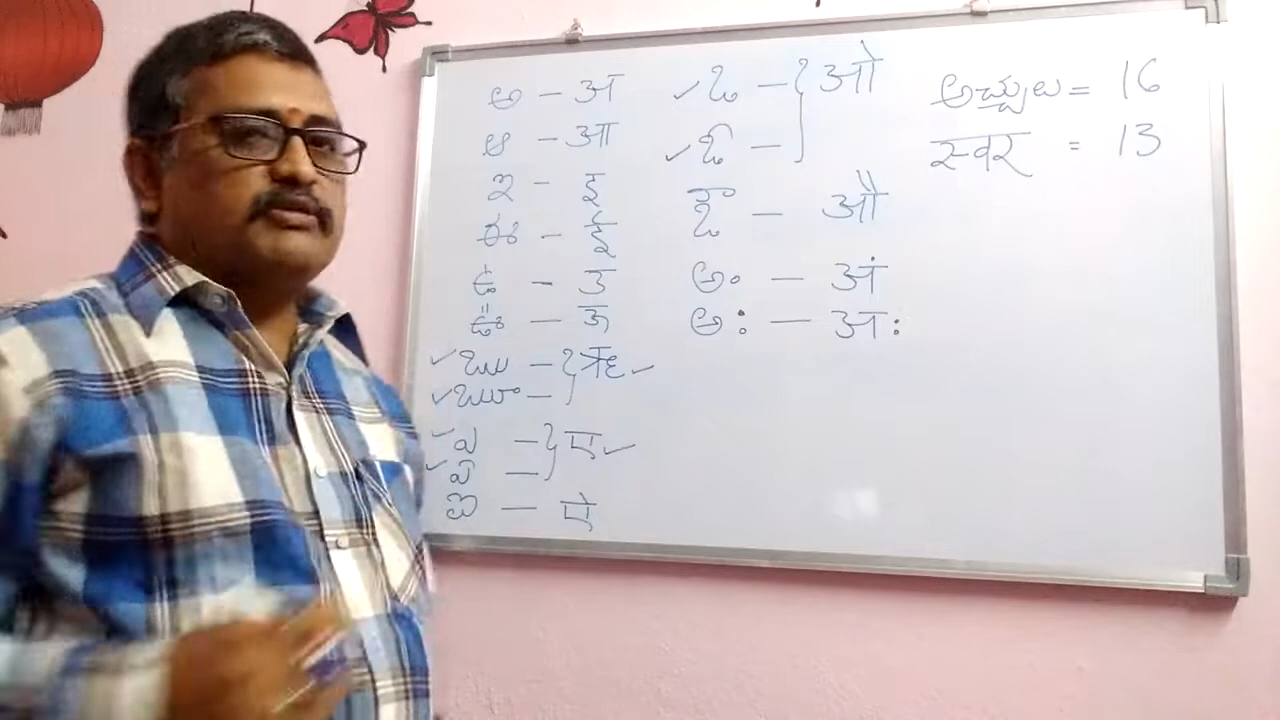 అ - अ
ఆ - आ
ఇ - इ
ఈ - ई
ఉ - उ
ఊ - ऊ
✓ ఋ - } ऋ ✓
✓ ౠ -
✓ ఎ - } ए ✓
✓ ఏ -
ఐ - ऐ
✓ ఒ - } ओ
✓ ఓ -
ఔ - औ
అం - अं
అః - अः
అచ్చులు = 16
स्वर = 13